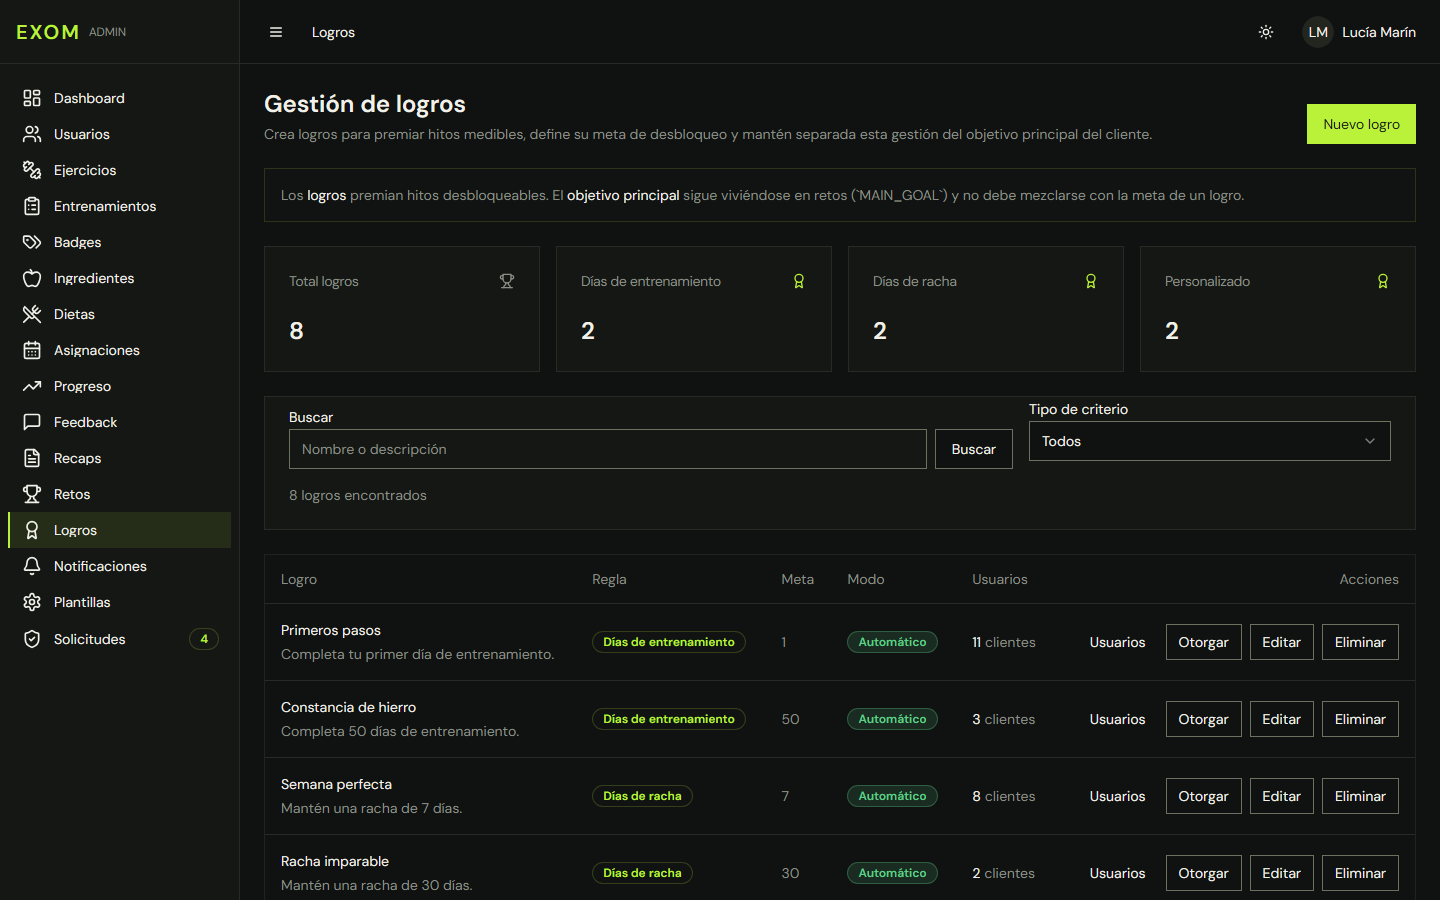 EXOM ADMIN
Logros
LM Lucía Marín
Dashboard
Usuarios
Ejercicios
Entrenamientos
Badges
Ingredientes
Dietas
Asignaciones
Progreso
Feedback
Recaps
Retos
Logros
Notificaciones
Plantillas
Solicitudes 4
Gestión de logros
Crea logros para premiar hitos medibles, define su meta de desbloqueo y mantén separada esta gestión del objetivo principal del cliente.
Nuevo logro
Los logros premian hitos desbloqueables. El objetivo principal sigue viviéndose en retos (`MAIN_GOAL`) y no debe mezclarse con la meta de un logro.
Total logros
8
Días de entrenamiento
2
Días de racha
2
Personalizado
2
Buscar
Nombre o descripción
Buscar
Tipo de criterio
Todos
8 logros encontrados
Logro Regla Meta Modo Usuarios Acciones
Primeros pasos
Completa tu primer día de entrenamiento.
Días de entrenamiento 1 Automático 11 clientes Usuarios Otorgar Editar Eliminar
Constancia de hierro
Completa 50 días de entrenamiento.
Días de entrenamiento 50 Automático 3 clientes Usuarios Otorgar Editar Eliminar
Semana perfecta
Mantén una racha de 7 días.
Días de racha 7 Automático 8 clientes Usuarios Otorgar Editar Eliminar
Racha imparable
Mantén una racha de 30 días.
Días de racha 30 Automático 2 clientes Usuarios Otorgar Editar Eliminar